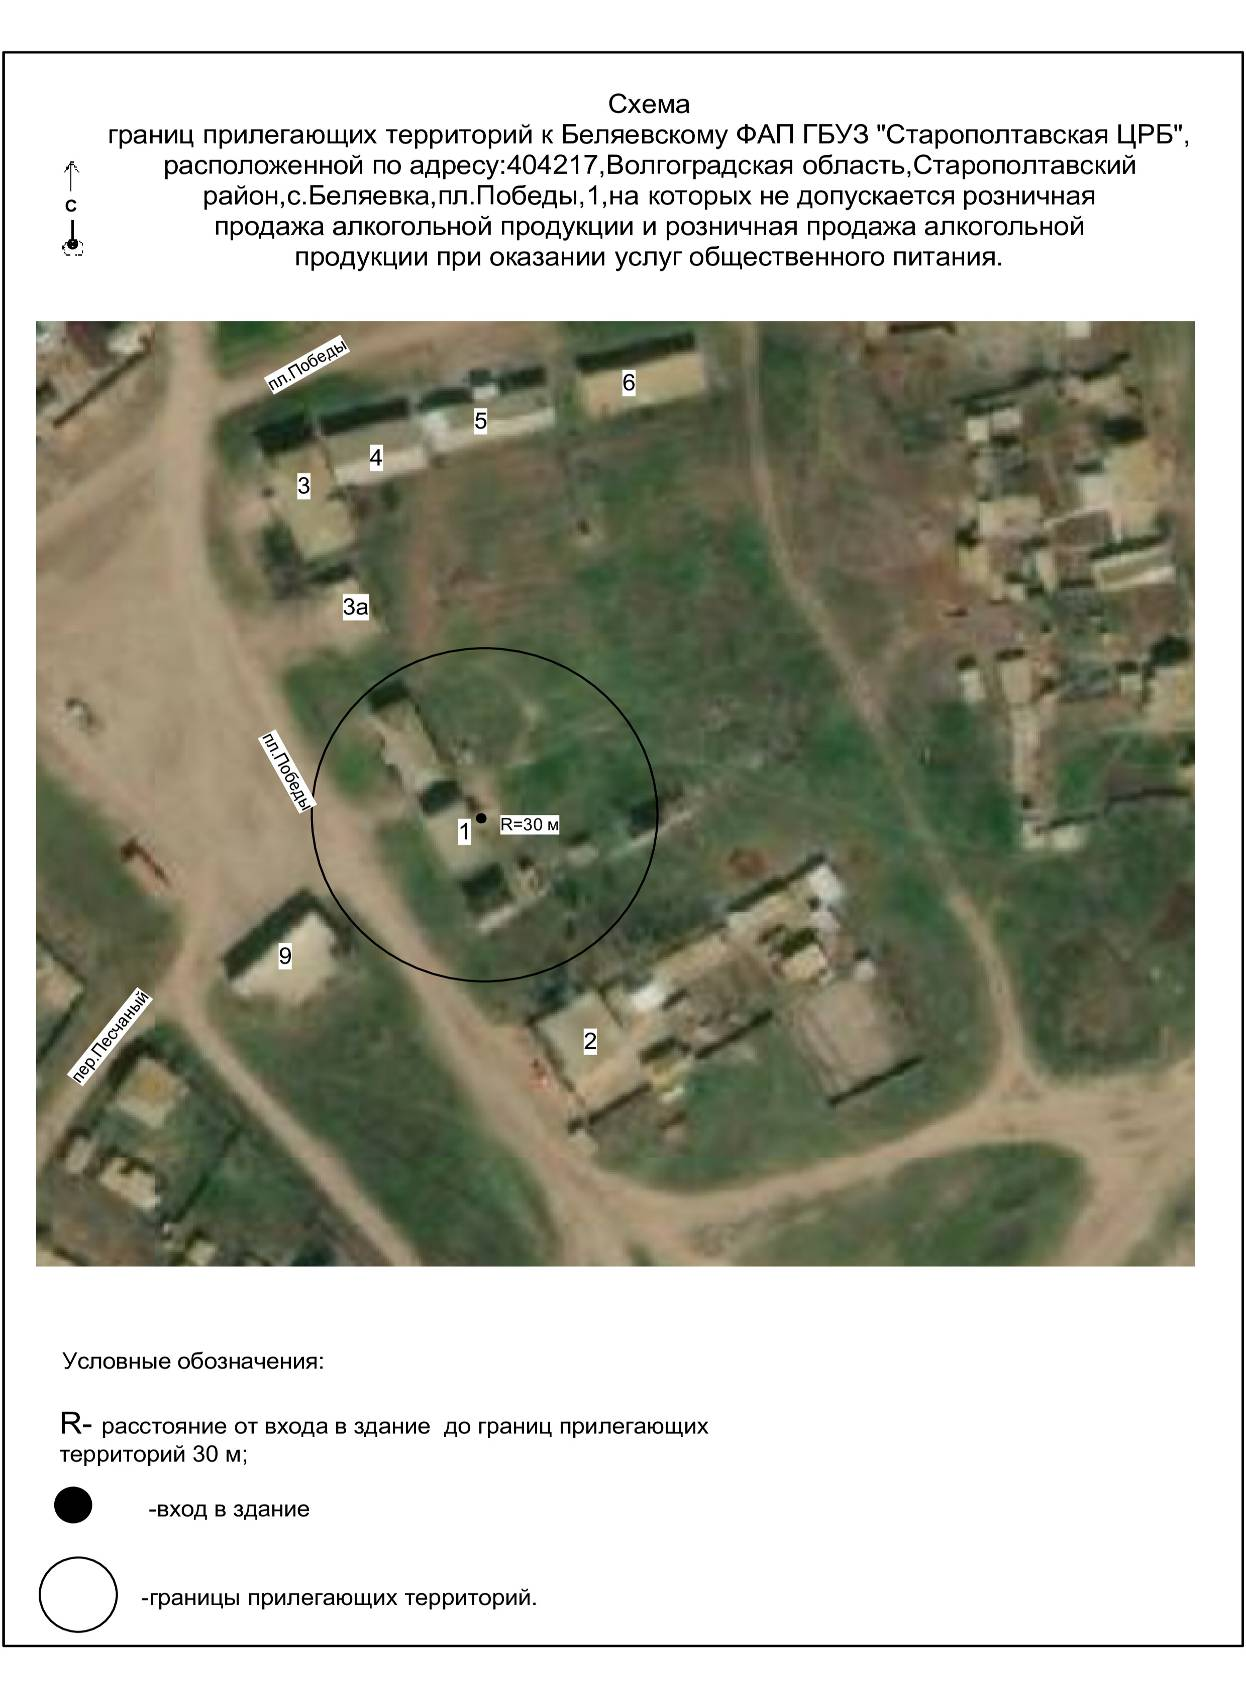 Схема
границ прилегающих территорий к Беляевскому ФАП ГБУЗ "Старополтавская ЦРБ",
расположенной по адресу:404217,Волгоградская область,Старополтавский
район,с.Беляевка,пл.Победы,1,на которых не допускается розничная
продажа алкогольной продукции и розничная продажа алкогольной
продукции при оказании услуг общественного питания.
с
пл.Победы
6
5
4
3
3а
пл.Победы
1
R=30 м
9
2
пер.Песчаный
Условные обозначения:
R- расстояние от входа в здание до границ прилегающих
территорий 30 м;
-вход в здание
-границы прилегающих территорий.